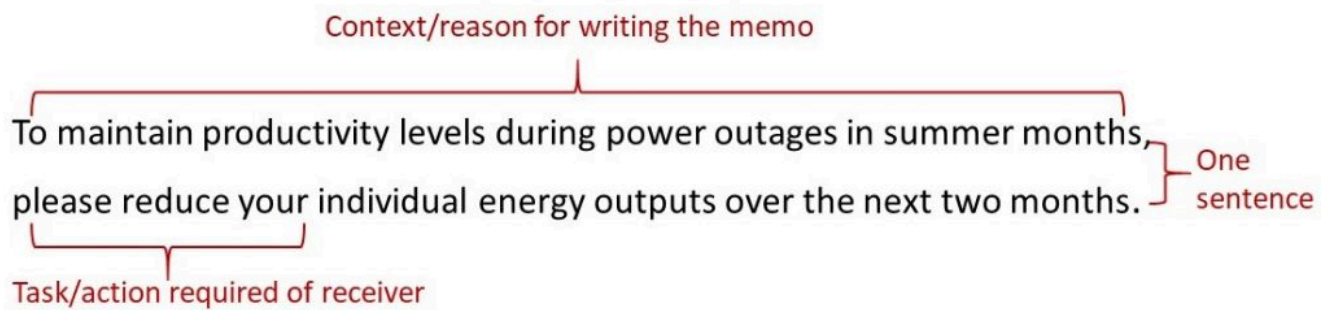 Context/reason for writing the memo
To maintain productivity levels during power outages in summer months,
please reduce your individual energy outputs over the next two months.
One
sentence
Task/action required of receiver